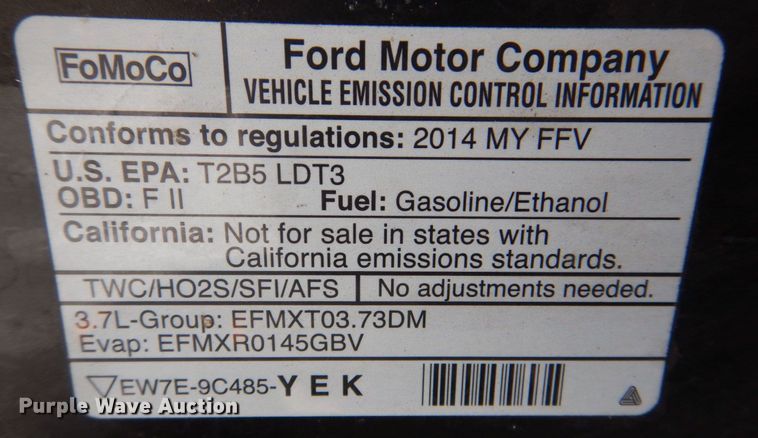 FoMoCo
Ford Motor Company
VEHICLE EMISSION CONTROL INFORMATION
Conforms to regulations: 2014 MY FFV
U.S. EPA: T2B5 LDT3
OBD: F II Fuel: Gasoline/Ethanol
California: Not for sale in states with
California emissions standards.
TWC/HO2S/SFI/AFS No adjustments needed.
3.7L-Group: EFMXT03.73DM
Evap: EFMXR0145GBV
EW7E-9C485-YEK
Purple Wave Auction